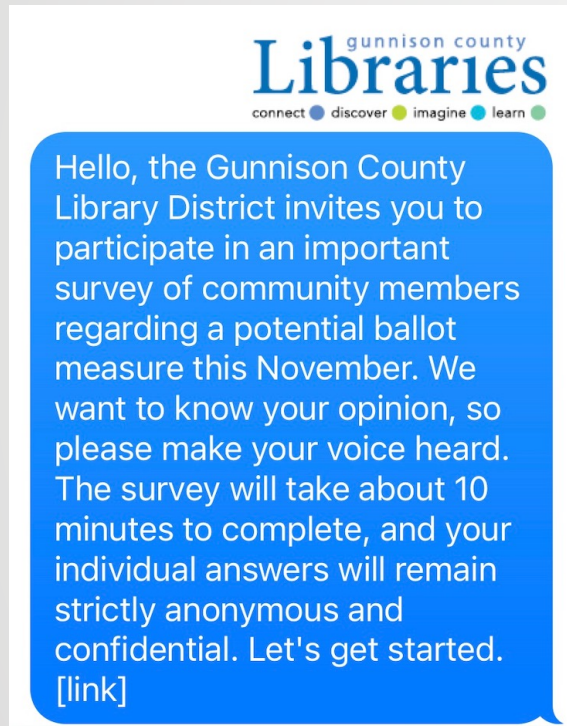 gunnison county
Libraries
connect discover imagine learn
Hello, the Gunnison County
Library District invites you to
participate in an important
survey of community members
regarding a potential ballot
measure this November. We
want to know your opinion, so
please make your voice heard.
The survey will take about 10
minutes to complete, and your
individual answers will remain
strictly anonymous and
confidential. Let's get started.
[link]